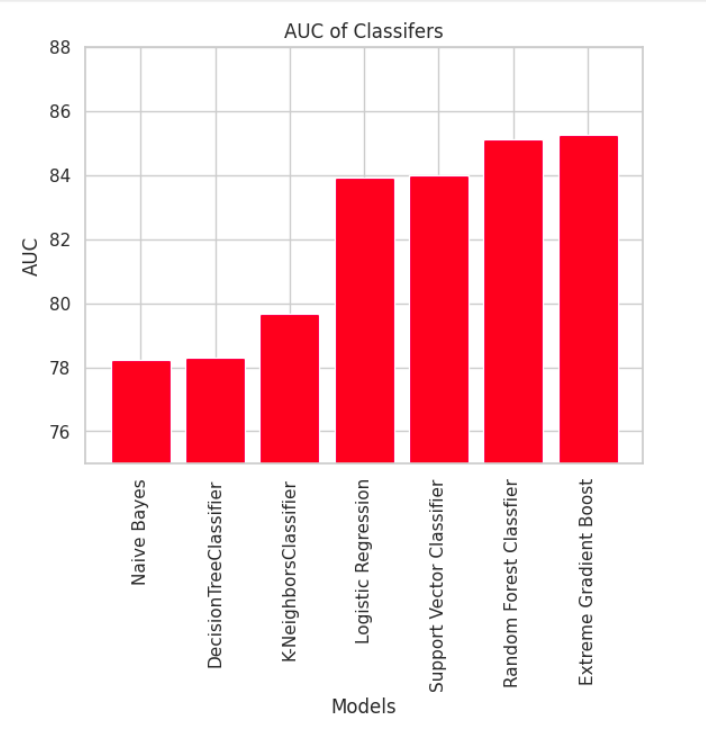 AUC of Classifers
88
86
84
82
80
78
76
AUC
Naive Bayes
DecisionTreeClassifier
K-NeighborsClassifier
Logistic Regression
Support Vector Classifier
Random Forest Classfier
Extreme Gradient Boost
Models